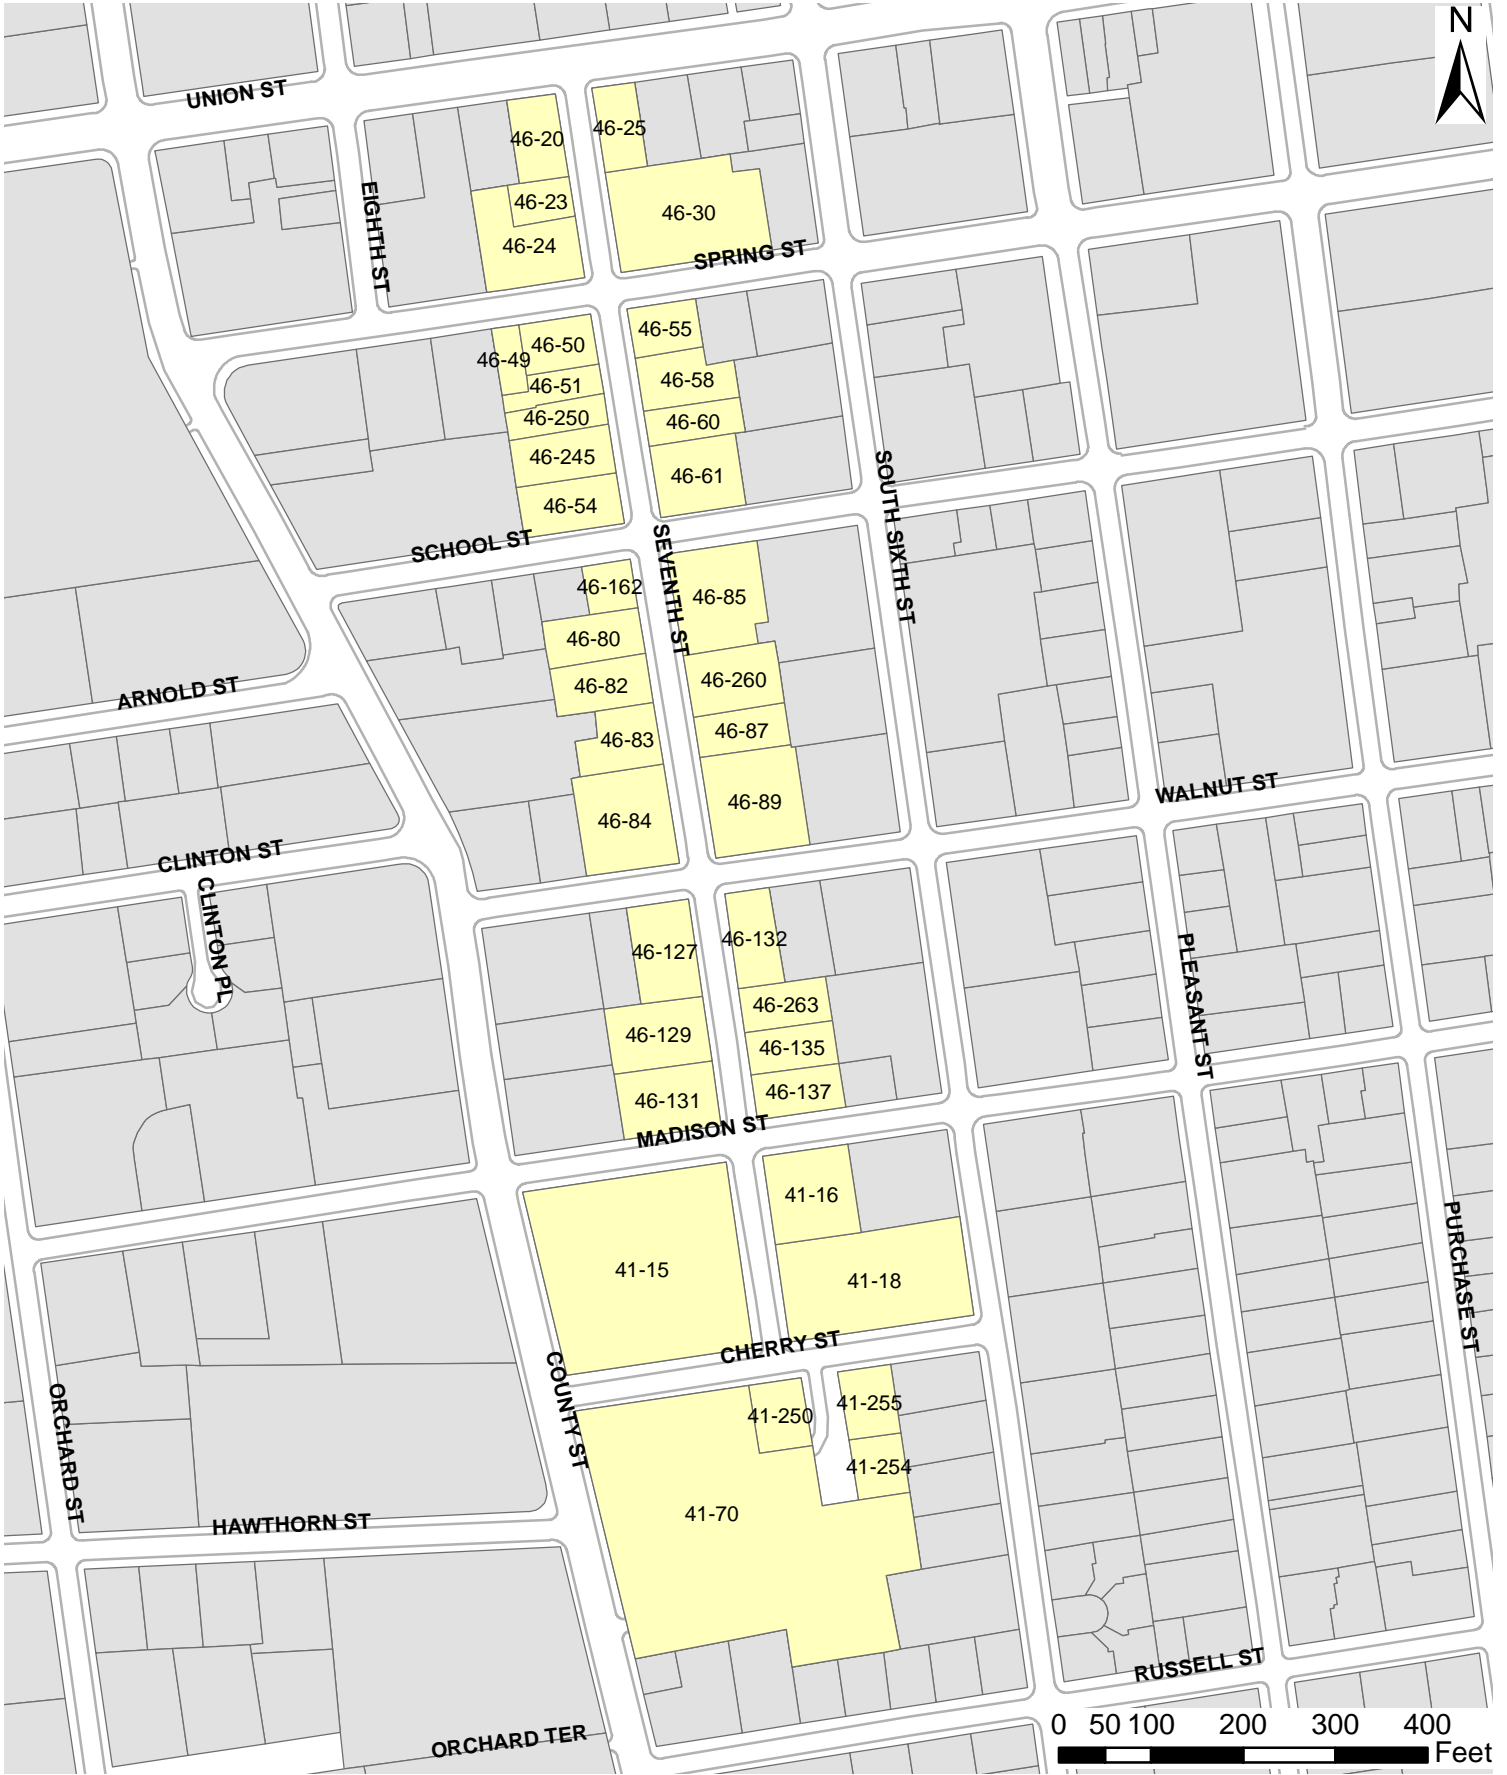 N
UNION ST
46-20
46-25
46-23
46-30
46-24
EIGHTH ST
SPRING ST
46-55
46-50
46-49
46-58
46-51
46-250
46-60
46-245
46-61
46-54
SCHOOL ST
SEVENTH ST
SOUTH SIXTH ST
46-162
46-85
46-80
46-260
46-82
46-87
46-83
46-89
46-84
ARNOLD ST
WALNUT ST
CLINTON ST
CLINTON PL
46-127
46-132
46-263
46-129
46-135
46-137
46-131
MADISON ST
PLEASANT ST
41-16
41-15
41-18
PURCHASE ST
CHERRY ST
COUNTY ST
ORCHARD ST
41-250
41-255
41-254
41-70
HAWTHORN ST
RUSSELL ST
ORCHARD TER
0 50 100 200 300 400
Feet